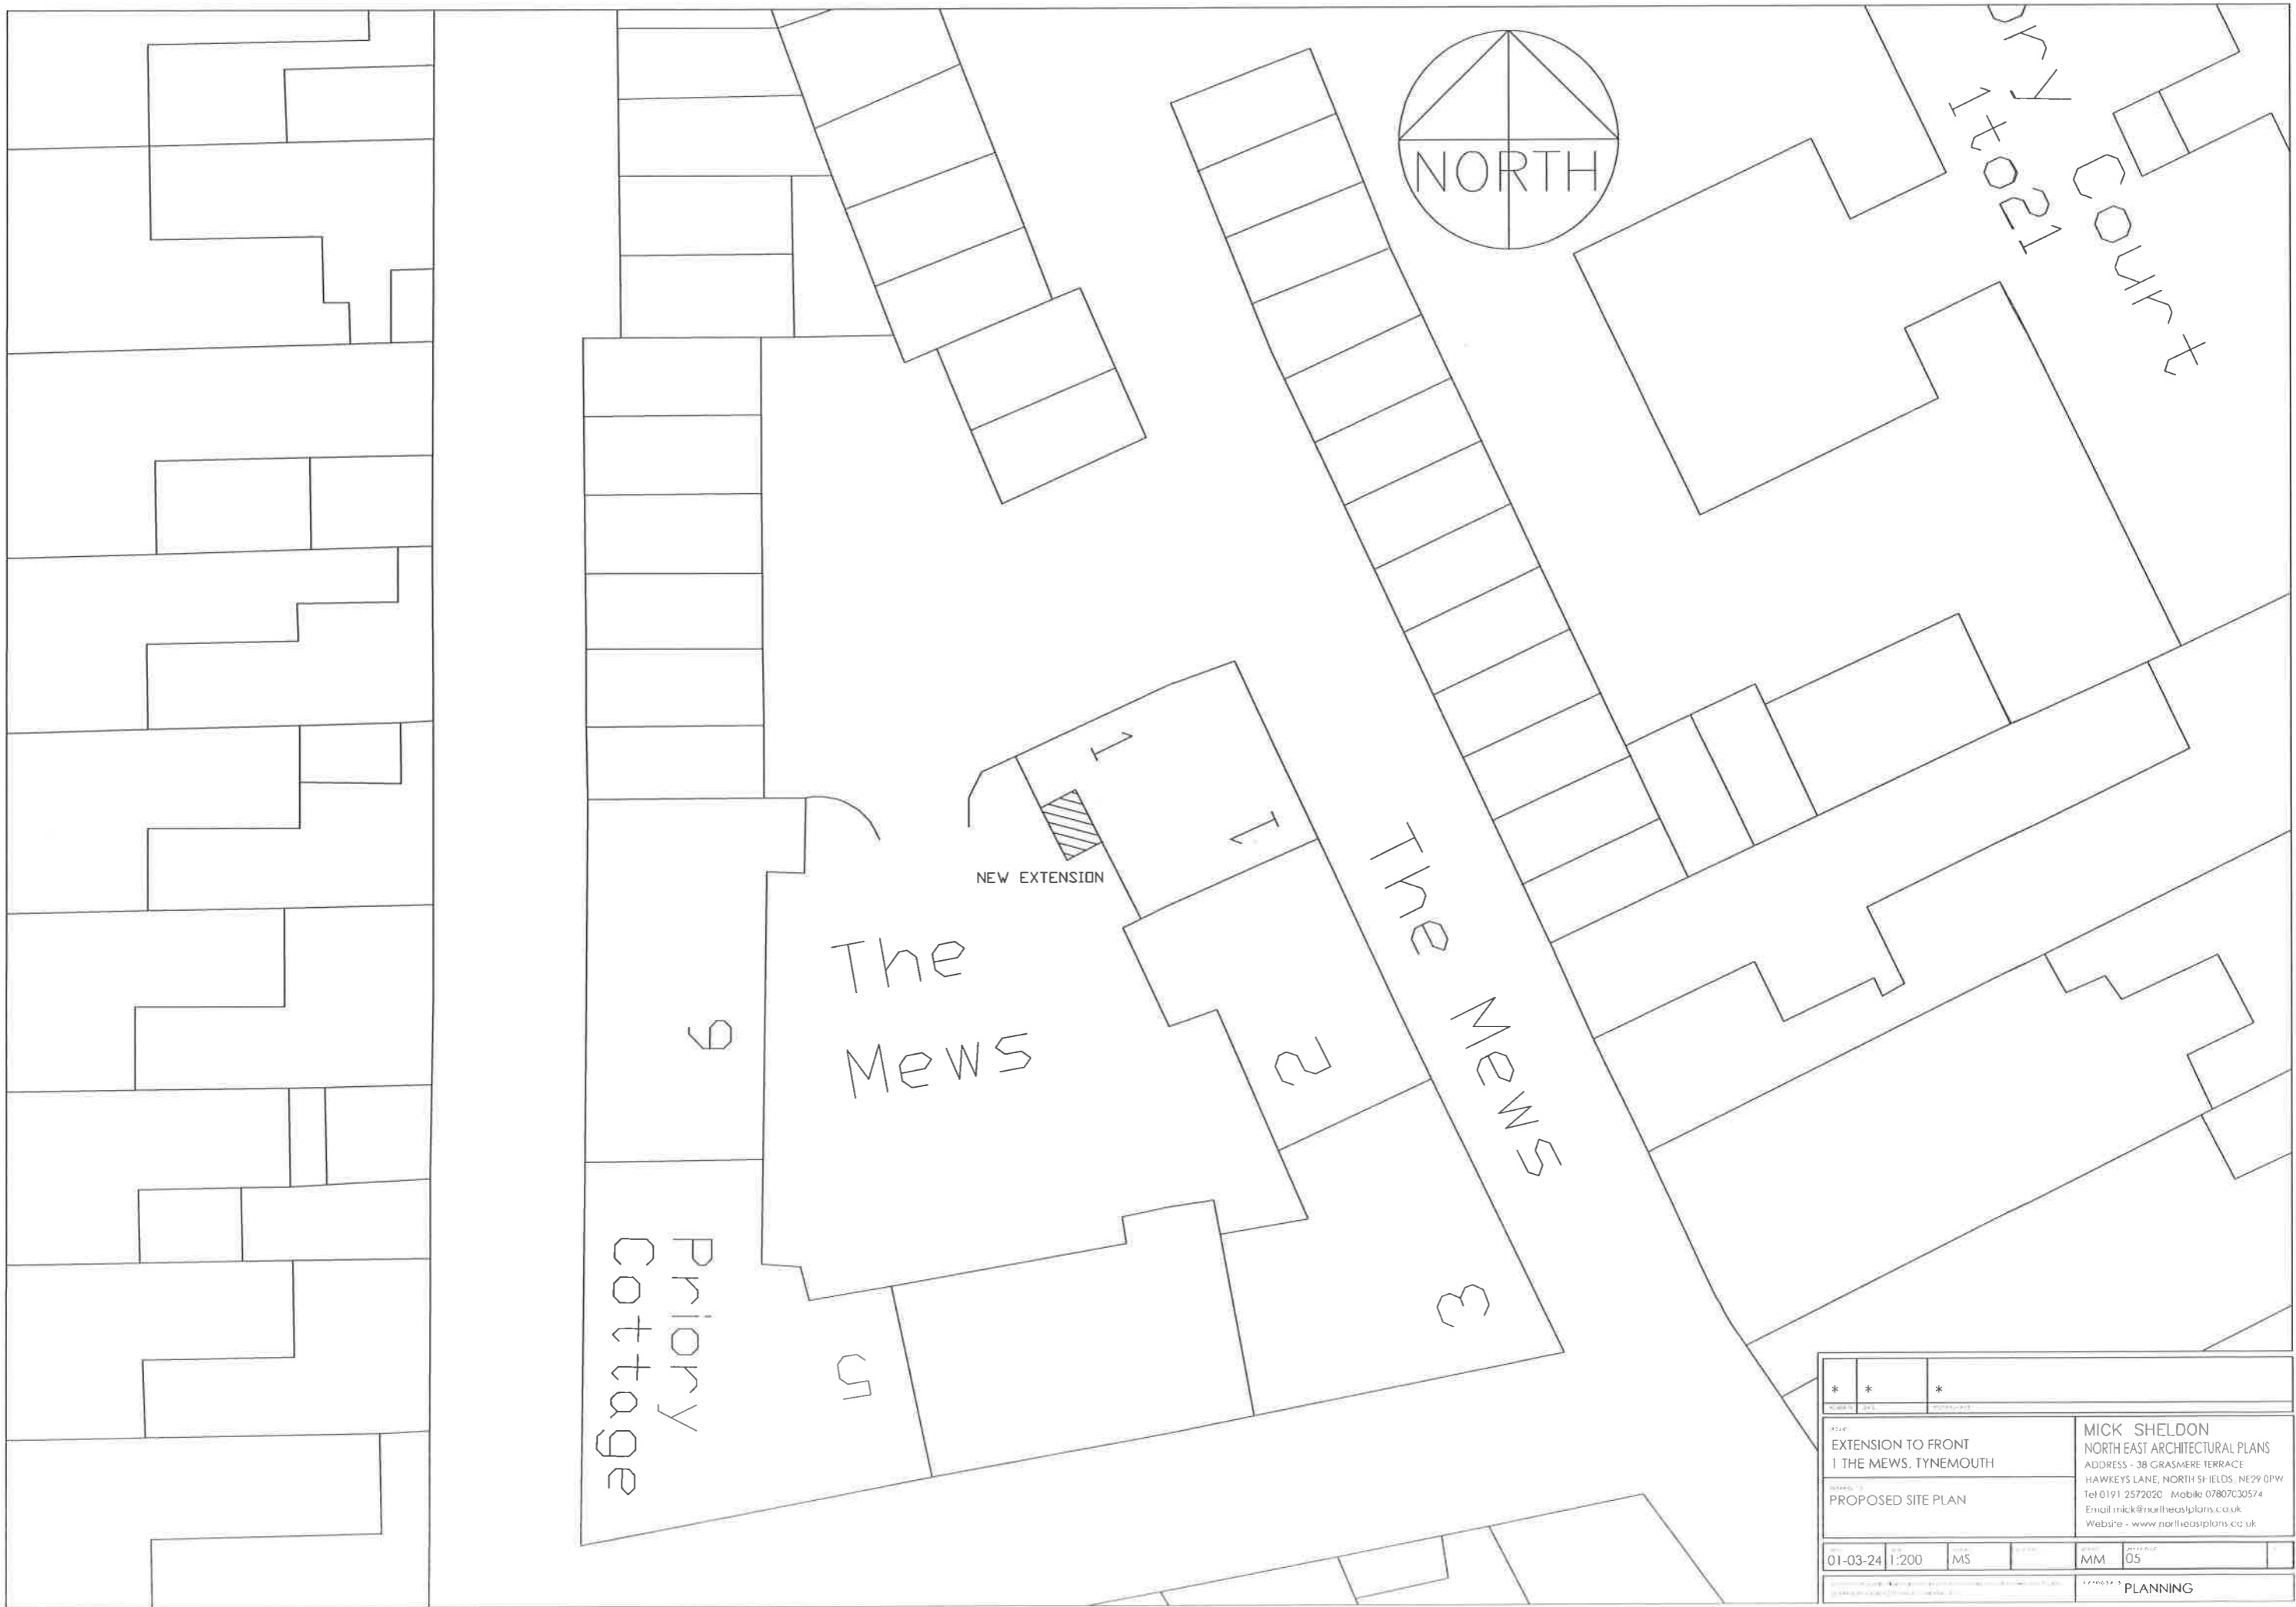 NORTH
ory
Court
1to21
1
11
NEW EXTENSION
The
Mews
The Mews
9
2
3
5
Priory
Cottage
* * *
EXTENSION TO FRONT
1 THE MEWS, TYNEMOUTH
PROPOSED SITE PLAN
MICK SHELDON
NORTH EAST ARCHITECTURAL PLANS
ADDRESS - 38 GRASMERE TERRACE
HAWKEYS LANE, NORTH SHIELDS, NE29 0PW
Tel 0191 2572020 Mobile 07807030574
Email mick@northeastplans.co.uk
Website - www.northeastplans.co.uk
01-03-24 1:200 MS MM 05
PLANNING